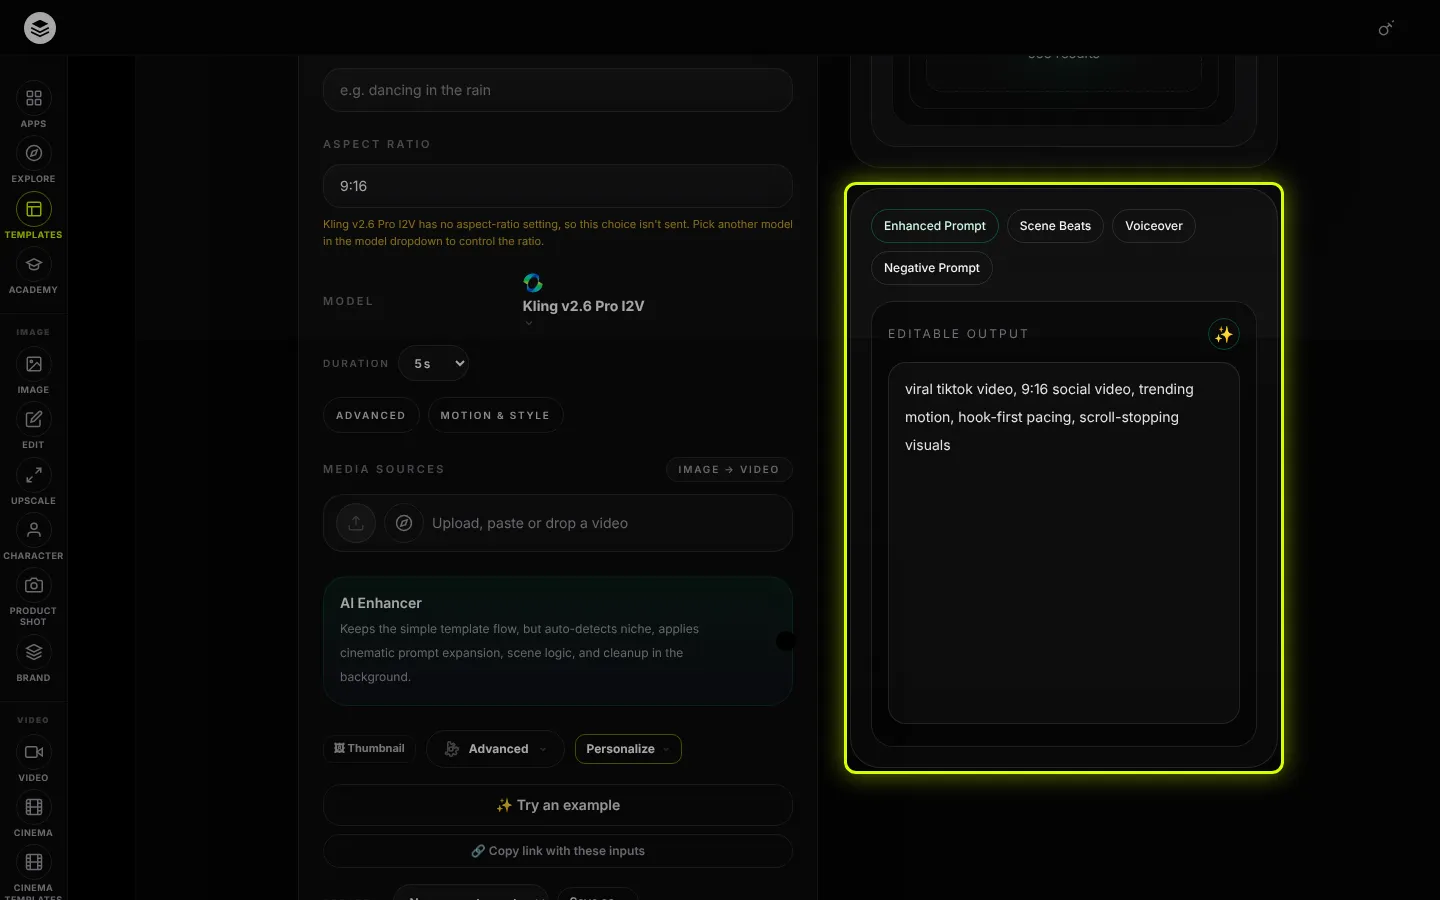 APPS
EXPLORE
TEMPLATES
ACADEMY
IMAGE
IMAGE
EDIT
UPSCALE
CHARACTER
PRODUCT
SHOT
BRAND
VIDEO
VIDEO
CINEMA
CINEMA
TEMPLATES
e.g. dancing in the rain
ASPECT RATIO
9:16
Kling v2.6 Pro I2V has no aspect-ratio setting, so this choice isn't sent. Pick another model
in the model dropdown to control the ratio.
MODEL
Kling v2.6 Pro I2V
DURATION
5s
ADVANCED
MOTION & STYLE
MEDIA SOURCES
IMAGE → VIDEO
Upload, paste or drop a video
AI Enhancer
Keeps the simple template flow, but auto-detects niche, applies
cinematic prompt expansion, scene logic, and cleanup in the
background.
Thumbnail
Advanced
Personalize
✨ Try an example
🔗 Copy link with these inputs
Enhanced Prompt
Scene Beats
Voiceover
Negative Prompt
EDITABLE OUTPUT
viral tiktok video, 9:16 social video, trending
motion, hook-first pacing, scroll-stopping
visuals